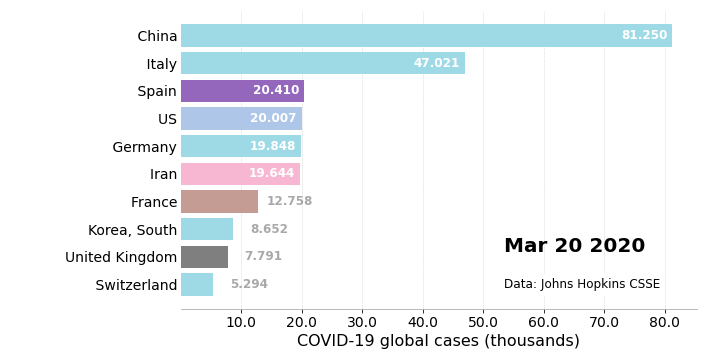 China 81.250
Italy 47.021
Spain 20.410
US 20.007
Germany 19.848
Iran 19.644
France 12.758
Korea, South 8.652
United Kingdom 7.791
Switzerland 5.294
Mar 20 2020
Data: Johns Hopkins CSSE
10.0 20.0 30.0 40.0 50.0 60.0 70.0 80.0
COVID-19 global cases (thousands)